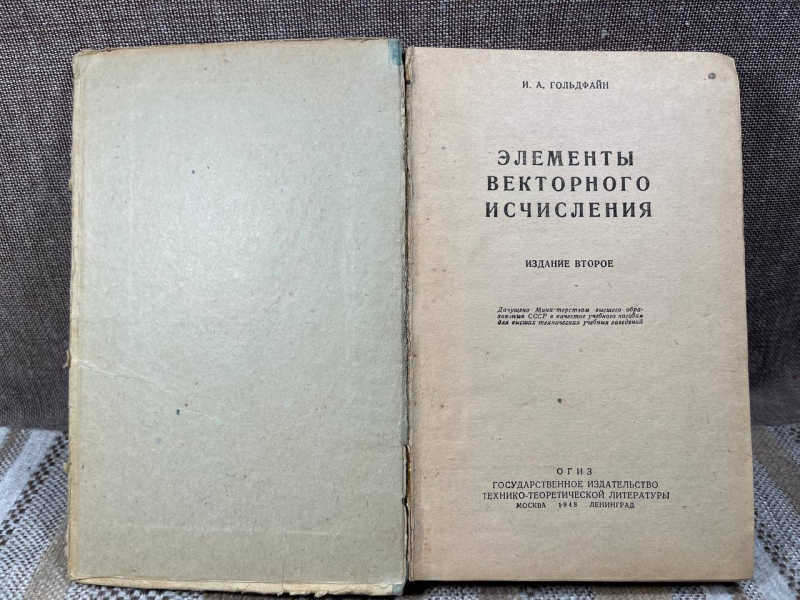 И. А. ГОЛЬДФАЙН
ЭЛЕМЕНТЫ
ВЕКТОРНОГО
ИСЧИСЛЕНИЯ
ИЗДАНИЕ ВТОРОЕ
Допущено Министерством высшего обра-
зования СССР в качестве учебного пособия
для высших технических учебных заведений
ОГИЗ
ГОСУДАРСТВЕННОЕ ИЗДАТЕЛЬСТВО
ТЕХНИКО-ТЕОРЕТИЧЕСКОЙ ЛИТЕРАТУРЫ
МОСКВА 1948 ЛЕНИНГРАД